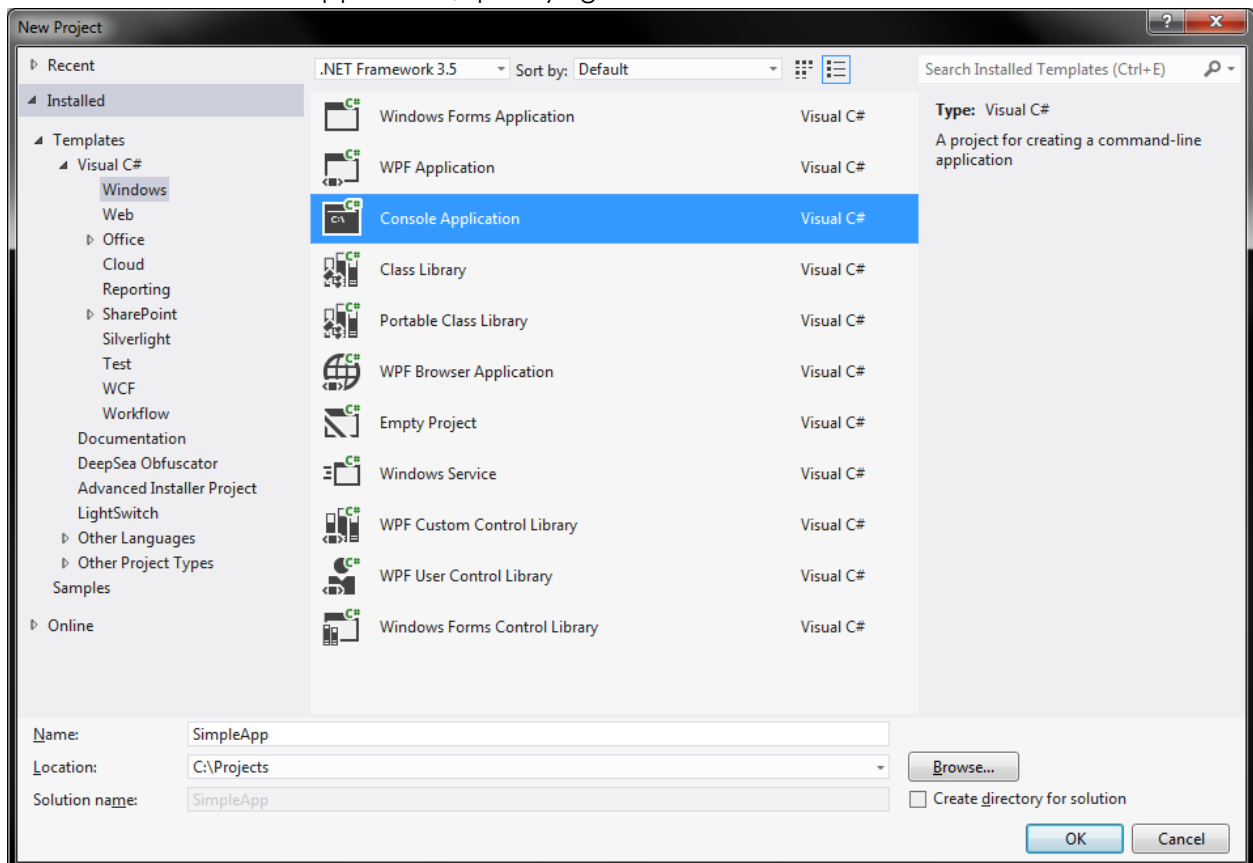 New Project
Recent
Installed
Templates
Visual C#
Windows
Web
Office
Cloud
Reporting
SharePoint
Silverlight
Test
WCF
Workflow
Documentation
DeepSea Obfuscator
Advanced Installer Project
LightSwitch
Other Languages
Other Project Types
Samples
Online
.NET Framework 3.5 Sort by: Default
Windows Forms Application Visual C#
WPF Application Visual C#
Console Application Visual C#
Class Library Visual C#
Portable Class Library Visual C#
WPF Browser Application Visual C#
Empty Project Visual C#
Windows Service Visual C#
WPF Custom Control Library Visual C#
WPF User Control Library Visual C#
Windows Forms Control Library Visual C#
Search Installed Templates (Ctrl+E)
Type: Visual C#
A project for creating a command-line
application
Name: SimpleApp
Location: C:\Projects
Browse...
Solution name: SimpleApp
Create directory for solution
OK Cancel